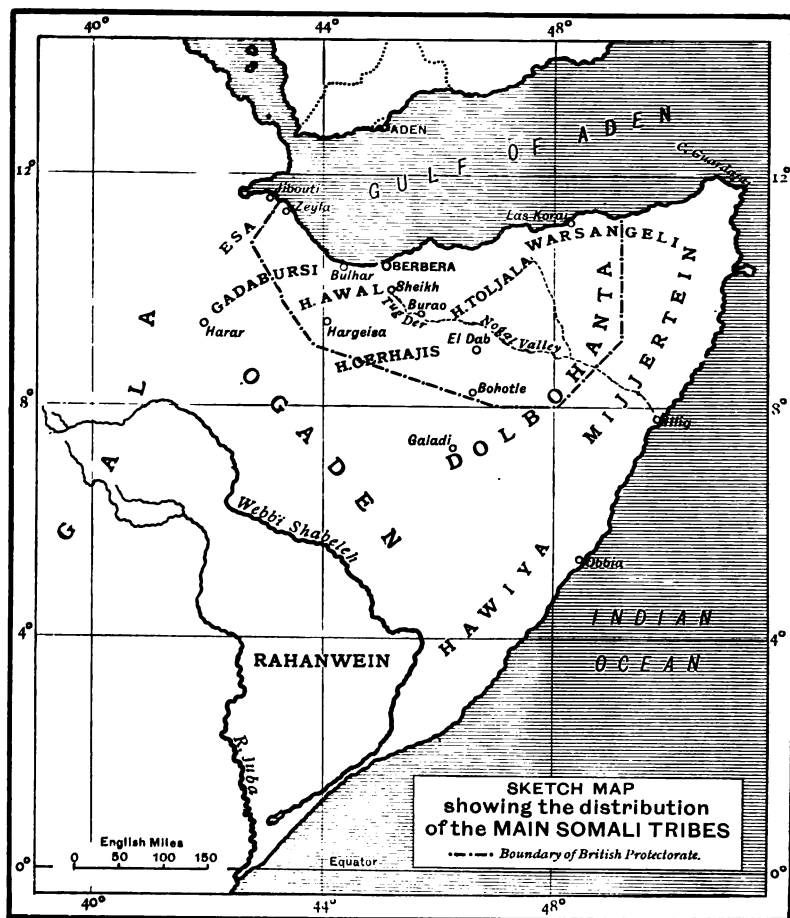 40°
44°
48°
ADEN
GULF OF ADEN
C. Guardafui
12°
12°
Jibouti
Zeyla
Las Korai
ESA
WARSANGELI
GADABURSI
Bulhar
BERBERA
H. AWAL
Sheikh
H. TOLJALA
Burao
Tug Der
Harar
Hargeisa
El Dab
Nogal Valley
H. GERHAJIS
Bohotle
DOLBOHANTA
MIJJERTEIN
8°
8°
Illig
OGADEN
Galadi
GALA
Webbi Shabeleh
HAWIYA
Obbia
INDIAN
OCEAN
4°
4°
RAHANWEIN
R. Juba
SKETCH MAP
showing the distribution
of the MAIN SOMALI TRIBES
Boundary of British Protectorate.
English Miles
0 50 100 150
Equator
0°
0°
40°
44°
48°